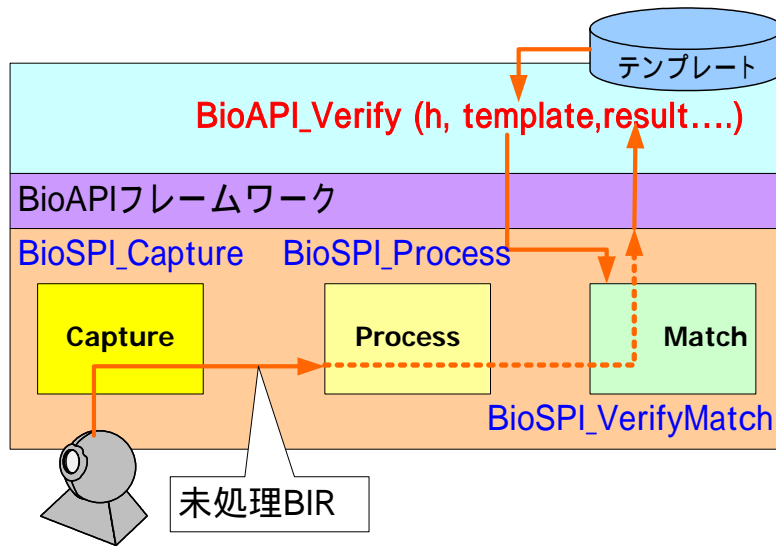 テンプレート
BioAPI_Verify (h, template,result….)
BioAPIフレームワーク
BioSPI_Capture
BioSPI_Process
Capture
Process
Match
BioSPI_VerifyMatch
未処理BIR